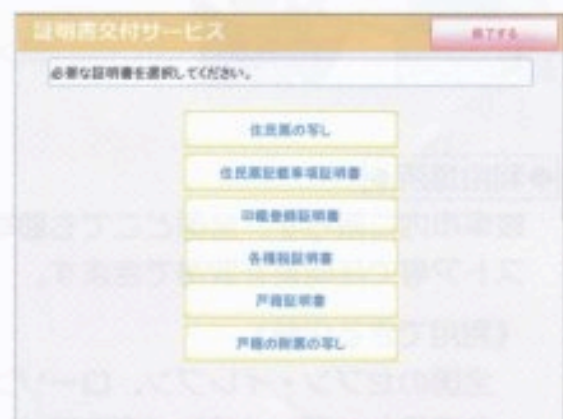 証明書交付サービス
終了する
必要な証明書を選択してください。
住民票の写し
住民票記載事項証明書
印鑑登録証明書
各種税証明書
戸籍証明書
戸籍の附票の写し